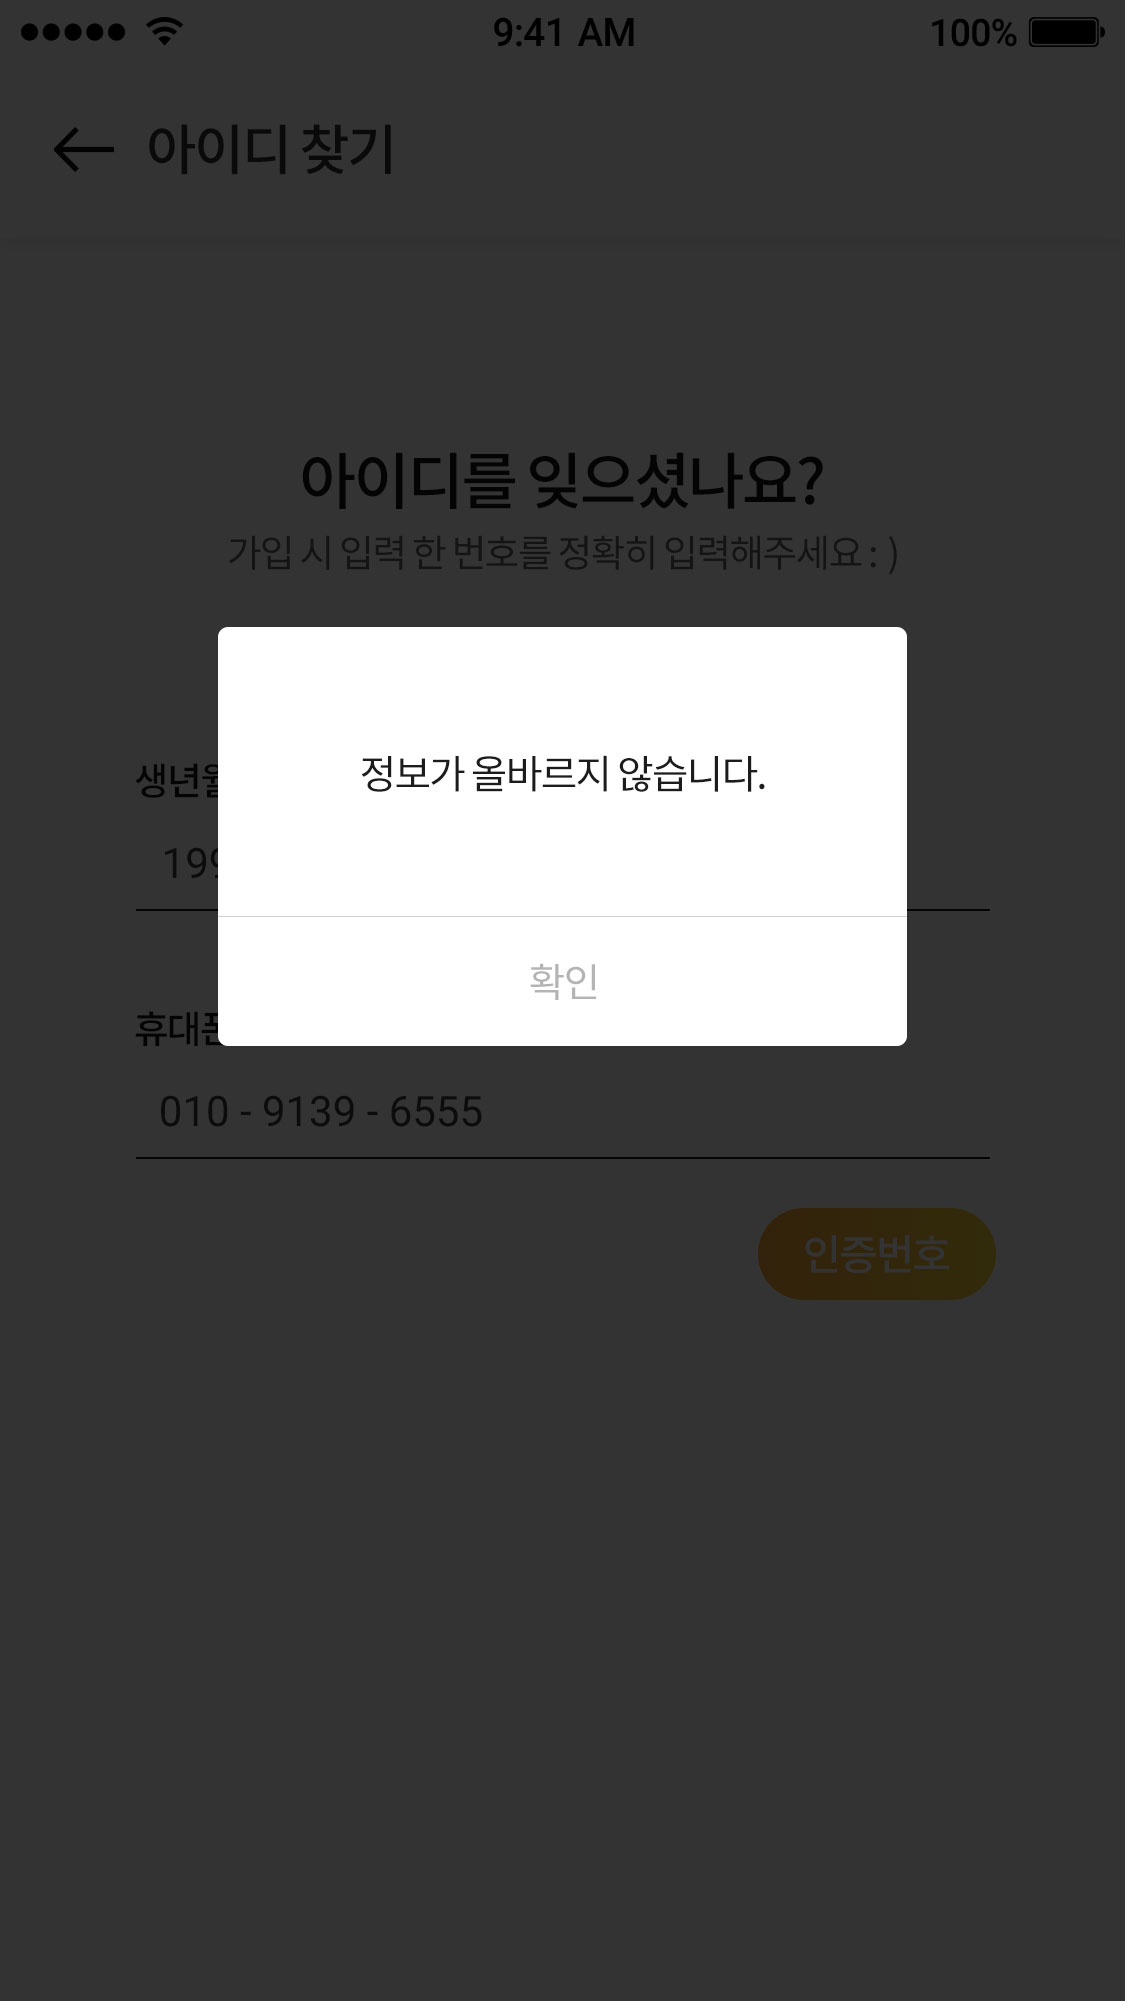 9:41 AM
100%
아이디 찾기
아이디를 잊으셨나요?
가입 시 입력 한 번호를 정확히 입력해주세요 : )
정보가 올바르지 않습니다.
생년월
199
확인
휴대폰
010 - 9139 - 6555
인증번호